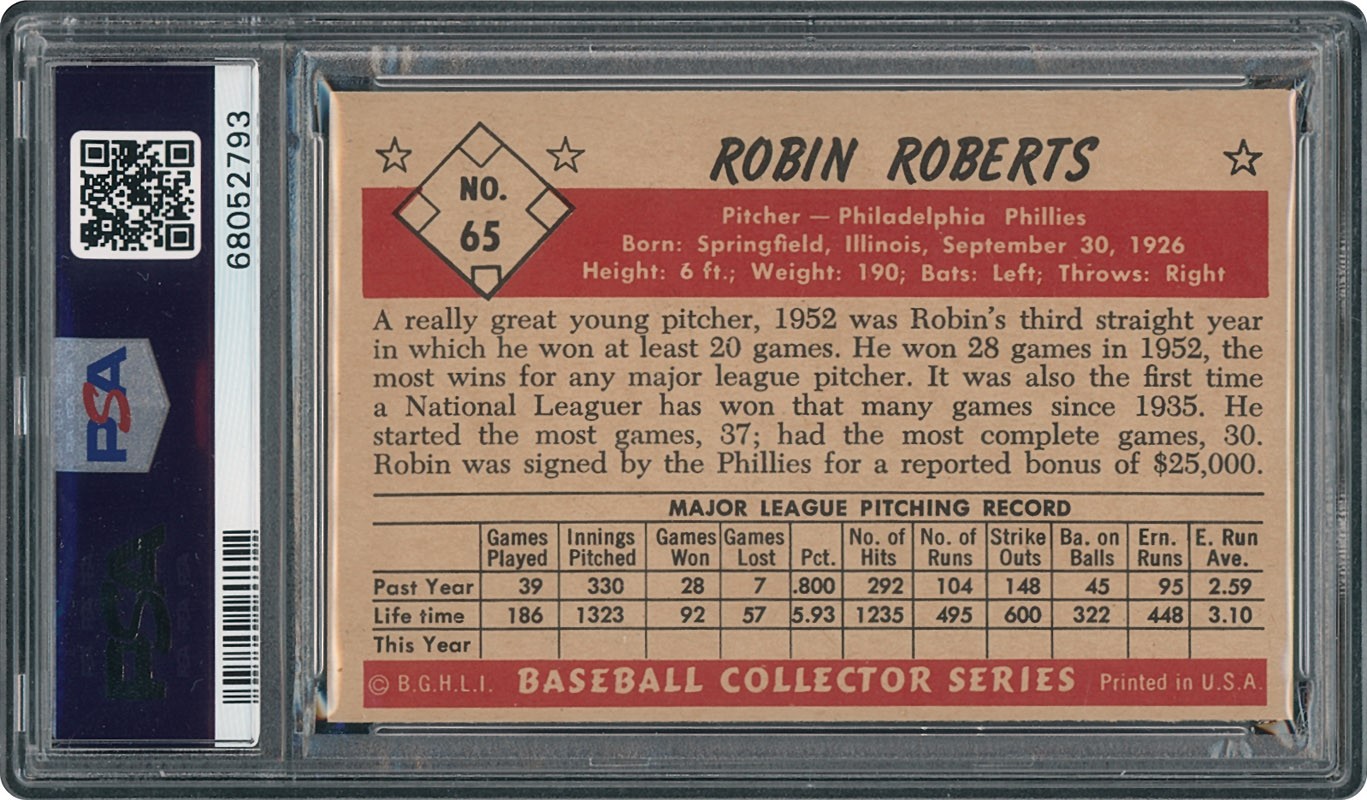 68052793
PSA
PSA
NO.
65
ROBIN ROBERTS
Pitcher — Philadelphia Phillies
Born: Springfield, Illinois, September 30, 1926
Height: 6 ft.; Weight: 190; Bats: Left; Throws: Right
A really great young pitcher, 1952 was Robin's third straight year
in which he won at least 20 games. He won 28 games in 1952, the
most wins for any major league pitcher. It was also the first time
a National Leaguer has won that many games since 1935. He
started the most games, 37; had the most complete games, 30.
Robin was signed by the Phillies for a reported bonus of $25,000.
MAJOR LEAGUE PITCHING RECORD
Games Innings Games Games No. of No. of Strike Ba. on Ern. E. Run
Played Pitched Won Lost Pct. Hits Runs Outs Balls Runs Ave.
Past Year 39 330 28 7 .800 292 104 148 45 95 2.59
Life time 186 1323 92 57 5.93 1235 495 600 322 448 3.10
This Year
© B.G.H.L.I. BASEBALL COLLECTOR SERIES Printed in U.S.A.